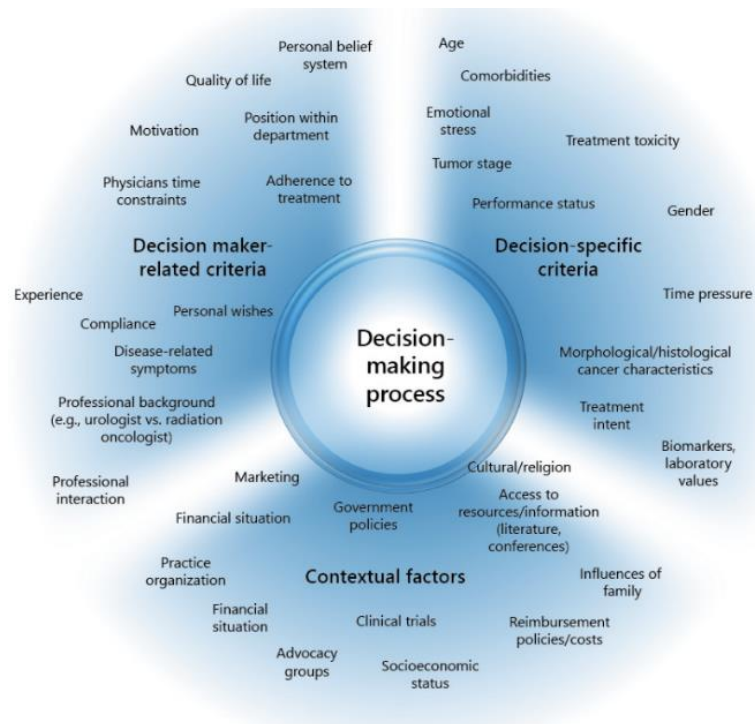 Personal belief
system
Quality of life
Motivation
Position within
department
Physicians time
constraints
Adherence to
treatment
Decision maker-
related criteria
Experience
Personal wishes
Compliance
Disease-related
symptoms
Professional background
(e.g., urologist vs. radiation
oncologist)
Professional
interaction
Age
Comorbidities
Emotional
stress
Treatment toxicity
Tumor stage
Performance status
Gender
Decision-specific
criteria
Time pressure
Morphological/histological
cancer characteristics
Treatment
intent
Biomarkers,
laboratory
values
Decision-
making
process
Marketing
Cultural/religion
Financial situation
Government
policies
Access to
resources/information
(literature,
conferences)
Practice
organization
Contextual factors
Influences of
family
Financial
situation
Clinical trials
Reimbursement
policies/costs
Advocacy
groups
Socioeconomic
status